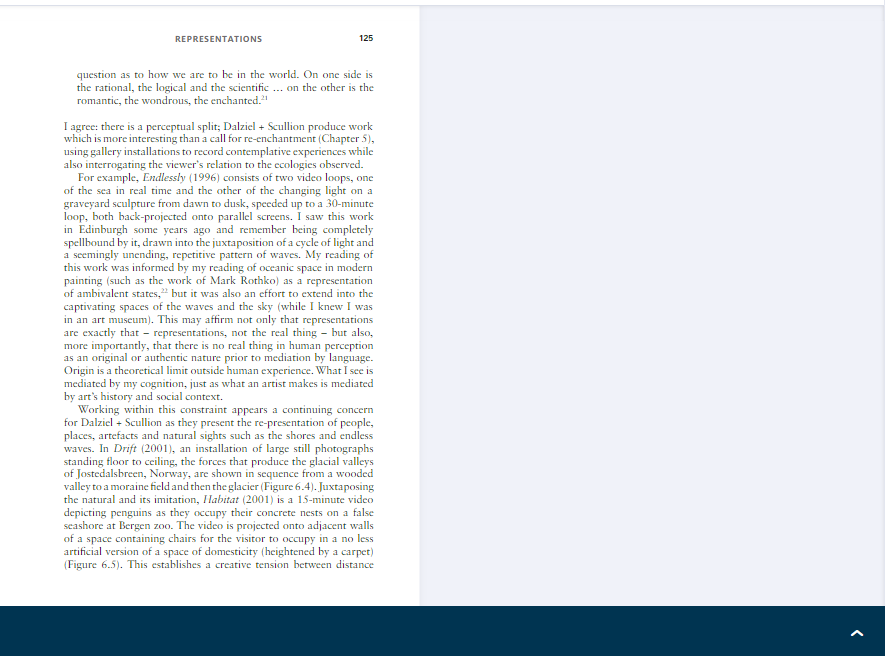 REPRESENTATIONS 125
question as to how we are to be in the world. On one side is
the rational, the logical and the scientific … on the other is the
romantic, the wondrous, the enchanted.²¹
I agree: there is a perceptual split; Dalziel + Scullion produce work
which is more interesting than a call for re-enchantment (Chapter 5),
using gallery installations to record contemplative experiences while
also interrogating the viewer's relation to the ecologies observed.
For example, Endlessly (1996) consists of two video loops, one
of the sea in real time and the other of the changing light on a
graveyard sculpture from dawn to dusk, speeded up to a 30-minute
loop, both back-projected onto parallel screens. I saw this work
in Edinburgh some years ago and remember being completely
spellbound by it, drawn into the juxtaposition of a cycle of light and
a seemingly unending, repetitive pattern of waves. My reading of
this work was informed by my reading of oceanic space in modern
painting (such as the work of Mark Rothko) as a representation
of ambivalent states,²² but it was also an effort to extend into the
captivating spaces of the waves and the sky (while I knew I was
in an art museum). This may affirm not only that representations
are exactly that – representations, not the real thing – but also,
more importantly, that there is no real thing in human perception
as an original or authentic nature prior to mediation by language.
Origin is a theoretical limit outside human experience. What I see is
mediated by my cognition, just as what an artist makes is mediated
by art's history and social context.
Working within this constraint appears a continuing concern
for Dalziel + Scullion as they present the re-presentation of people,
places, artefacts and natural sights such as the shores and endless
waves. In Drift (2001), an installation of large still photographs
standing floor to ceiling, the forces that produce the glacial valleys
of Jostedalsbreen, Norway, are shown in sequence from a wooded
valley to a moraine field and then the glacier (Figure 6.4). Juxtaposing
the natural and its imitation, Habitat (2001) is a 15-minute video
depicting penguins as they occupy their concrete nests on a false
seashore at Bergen zoo. The video is projected onto adjacent walls
of a space containing chairs for the visitor to occupy in a no less
artificial version of a space of domesticity (heightened by a carpet)
(Figure 6.5). This establishes a creative tension between distance